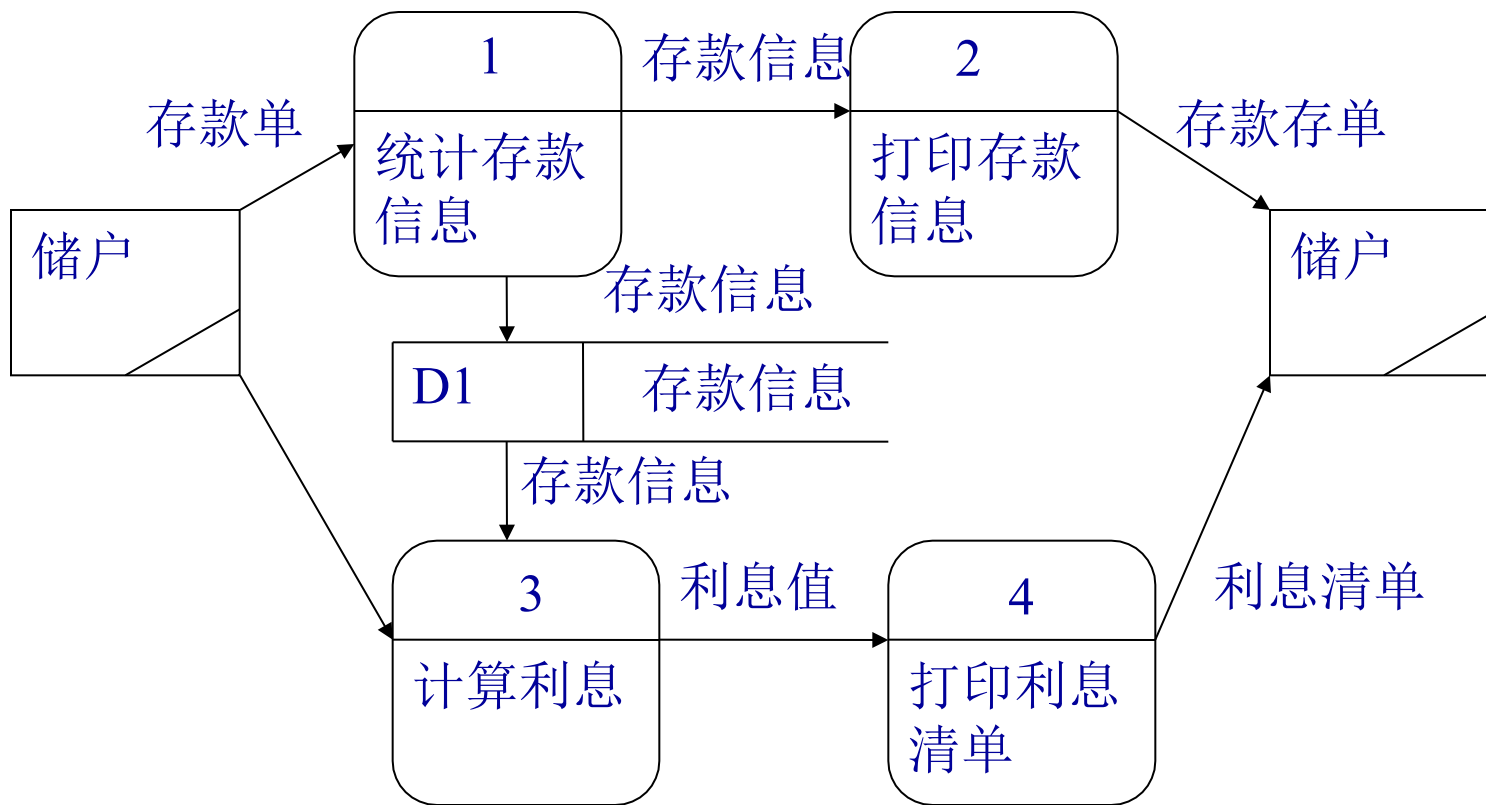 1
存款信息
2
存款单
存款存单
统计存款
信息
打印存款
信息
储户
储户
存款信息
D1
存款信息
存款信息
3
利息值
4
利息清单
计算利息
打印利息
清单